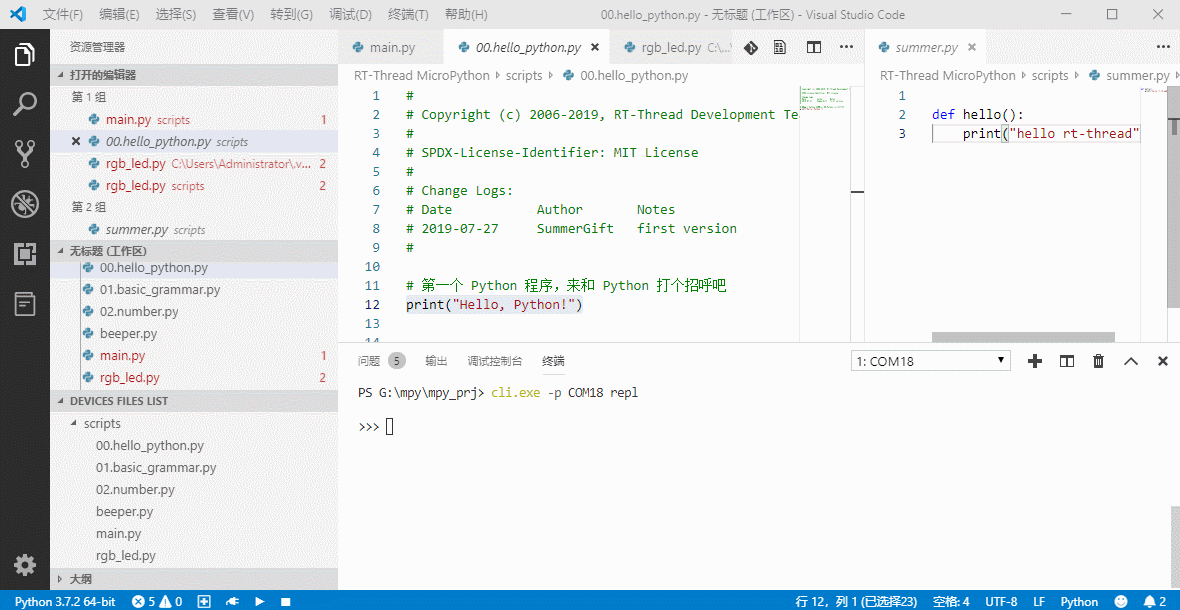 文件(F) 编辑(E) 选择(S) 查看(V) 转到(G) 调试(D) 终端(T) 帮助(H) 00.hello_python.py - 无标题 (工作区) - Visual Studio Code
资源管理器
打开的编辑器
第 1 组
main.py scripts 1
00.hello_python.py scripts
rgb_led.py C:\Users\Administrator\.v... 2
rgb_led.py scripts 2
第 2 组
summer.py scripts
无标题 (工作区)
00.hello_python.py
01.basic_grammar.py
02.number.py
beeper.py
main.py 1
rgb_led.py 2
DEVICES FILES LIST
scripts
00.hello_python.py
01.basic_grammar.py
02.number.py
beeper.py
main.py
rgb_led.py
大纲
main.py 00.hello_python.py rgb_led.py C:\...\
RT-Thread MicroPython scripts 00.hello_python.py
1 #
2 # Copyright (c) 2006-2019, RT-Thread Development Te
3 #
4 # SPDX-License-Identifier: MIT License
5 #
6 # Change Logs:
7 # Date Author Notes
8 # 2019-07-27 SummerGift first version
9 #
10
11 # 第一个 Python 程序，来和 Python 打个招呼吧
12 print("Hello, Python!")
13
14
summer.py
RT-Thread MicroPython scripts summer.py
1
2 def hello():
3 print("hello rt-thread"
问题 5 输出 调试控制台 终端 1: COM18
PS G:\mpy\mpy_prj> cli.exe -p COM18 repl
>>>
Python 3.7.2 64-bit 5 0 行 12，列 1 (已选择23) 空格: 4 UTF-8 LF Python 2